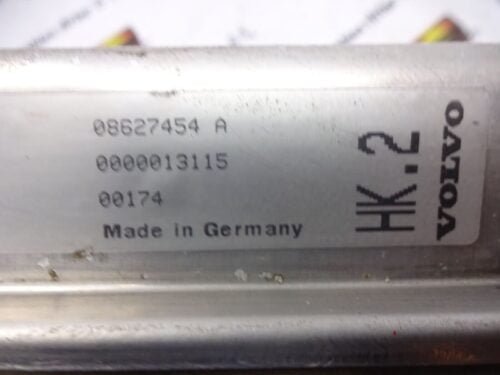 08627454 A
0000013115
00174
Made in Germany
HK.2
VOLVO